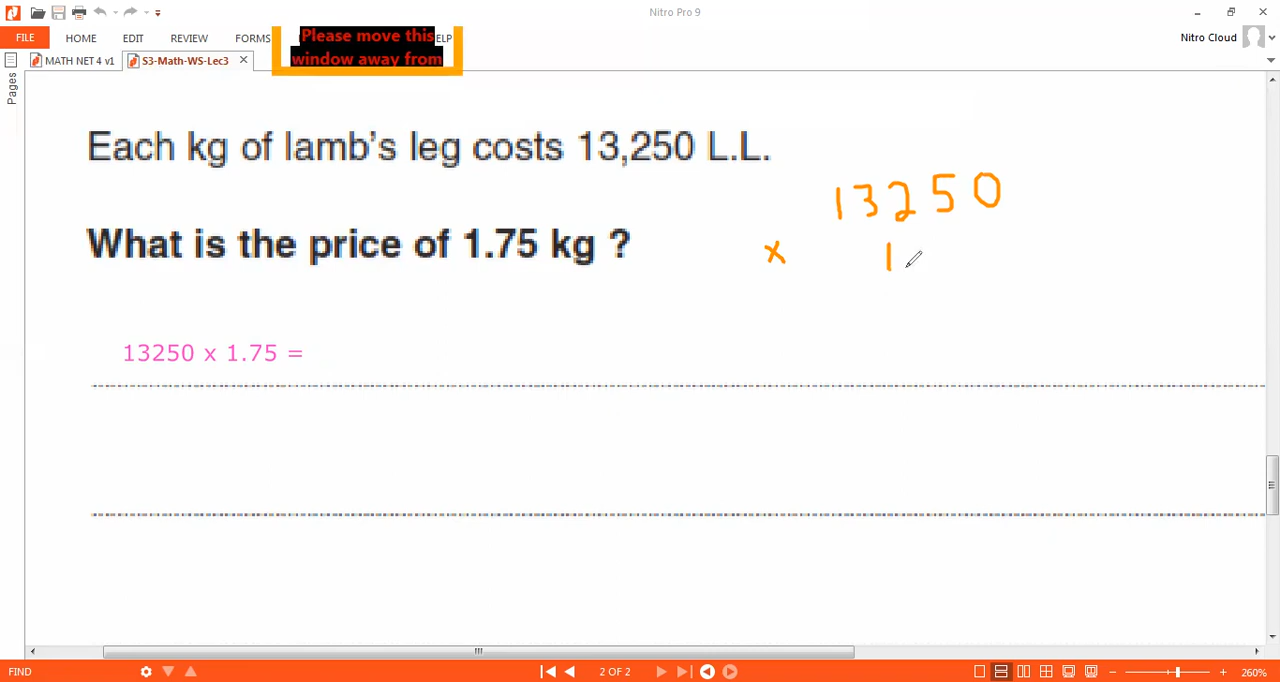 Nitro Pro 9
FILE HOME EDIT REVIEW FORMS ELP
Please move this
window away from
Nitro Cloud
MATH NET 4 v1 S3-Math-WS-Lec3
Pages
Each kg of lamb's leg costs 13,250 L.L.
13250
What is the price of 1.75 kg ?
x 1
13250 x 1.75 =
FIND 2 OF 2 260%